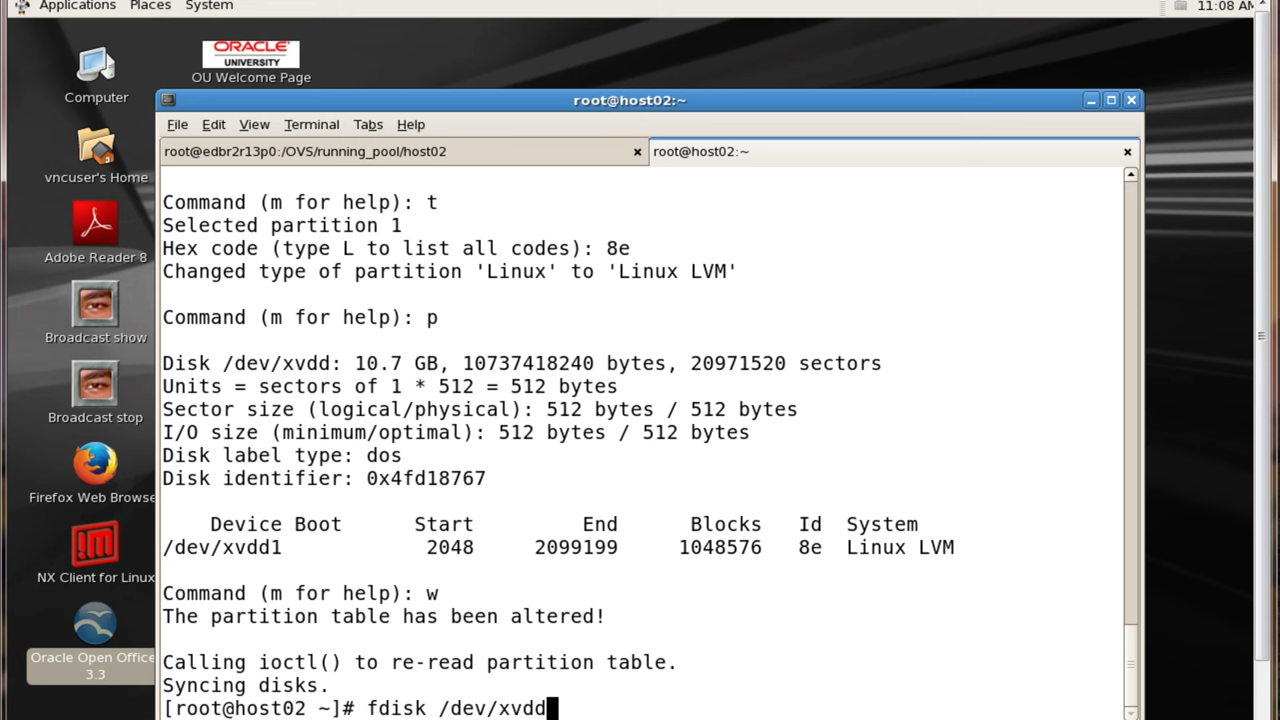 Applications Places System 11:08 AM
ORACLE
UNIVERSITY
OU Welcome Page
Computer
vncuser's Home
Adobe Reader 8
Broadcast show
Broadcast stop
Firefox Web Browse
NX Client for Linux
Oracle Open Office
3.3
root@host02:~
File Edit View Terminal Tabs Help
root@edbr2r13p0:/OVS/running_pool/host02
root@host02:~
Command (m for help): t
Selected partition 1
Hex code (type L to list all codes): 8e
Changed type of partition 'Linux' to 'Linux LVM'
Command (m for help): p
Disk /dev/xvdd: 10.7 GB, 10737418240 bytes, 20971520 sectors
Units = sectors of 1 * 512 = 512 bytes
Sector size (logical/physical): 512 bytes / 512 bytes
I/O size (minimum/optimal): 512 bytes / 512 bytes
Disk label type: dos
Disk identifier: 0x4fd18767
Device Boot Start End Blocks Id System
/dev/xvdd1 2048 2099199 1048576 8e Linux LVM
Command (m for help): w
The partition table has been altered!
Calling ioctl() to re-read partition table.
Syncing disks.
[root@host02 ~]# fdisk /dev/xvdd